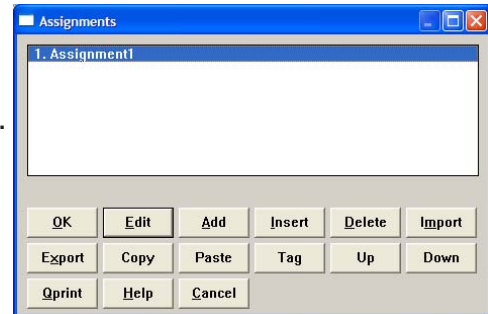 Assignments
1. Assignment1
.
OK Edit Add Insert Delete Import
Export Copy Paste Tag Up Down
Qprint Help Cancel